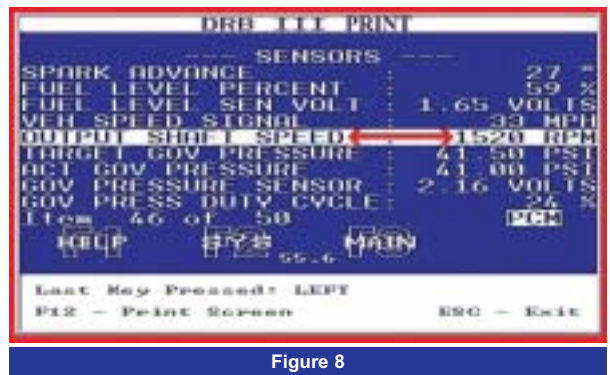 DRB III PRINT
--- SENSORS ---
SPARK ADVANCE : 27 °
FUEL LEVEL PERCENT : 59 %
FUEL LEVEL SEN VOLT : 1.65 VOLTS
VEH SPEED SIGNAL : 39 MPH
OUTPUT SHAFT SPEED 1520 RPM
TARGET GOV PRESSURE : 41.50 PSI
ACT GOV PRESSURE : 41.00 PSI
GOV PRESSURE SENSOR : 2.16 VOLTS
GOV PRESS DUTY CYCLE: 24 %
Item 46 of 50 PCM
HELP SYS MAIN
55.6
Last Key Pressed: LEFT
F12 - Print Screen ESC - Exit
Figure 8